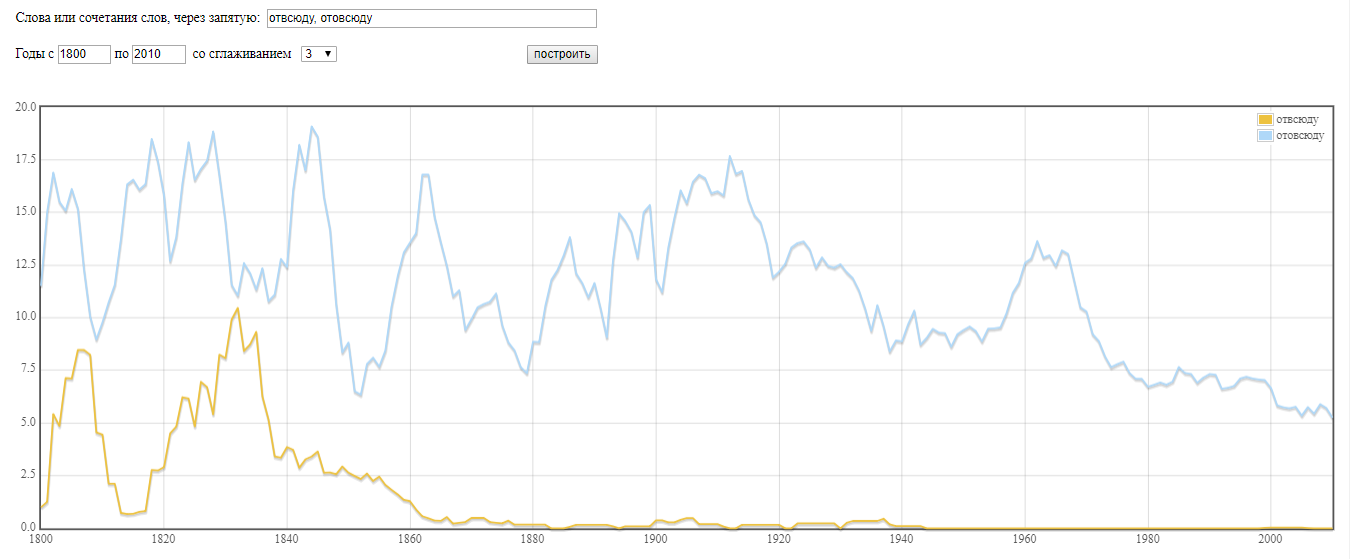 Слова или сочетания слов, через запятую: отвсюду, отовсюду
Годы с 1800 по 2010 со сглаживанием 3 построить
20.0
17.5
15.0
12.5
10.0
7.5
5.0
2.5
0.0
отвсюду
отовсюду
1800 1820 1840 1860 1880 1900 1920 1940 1960 1980 2000